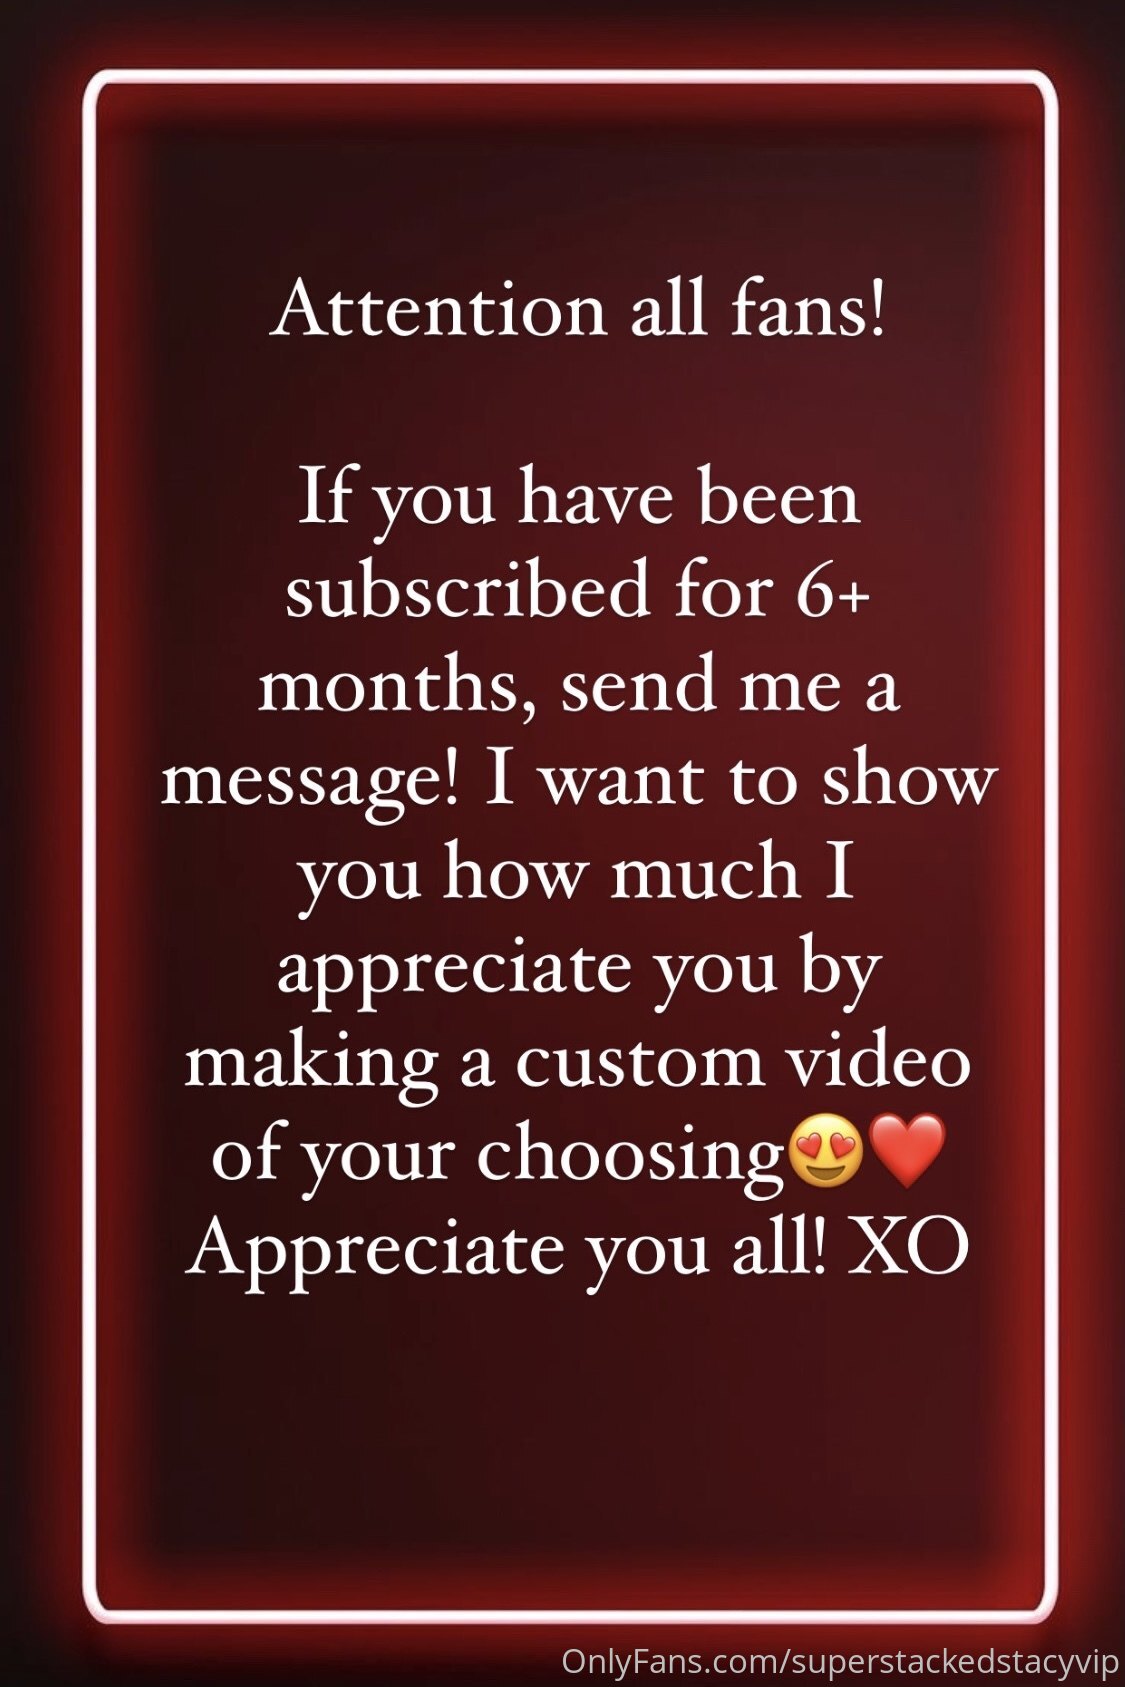 Attention all fans!
If you have been
subscribed for 6+
months, send me a
message! I want to show
you how much I
appreciate you by
making a custom video
of your choosing😍❤️
Appreciate you all! XO
OnlyFans.com/superstackedstacyvip